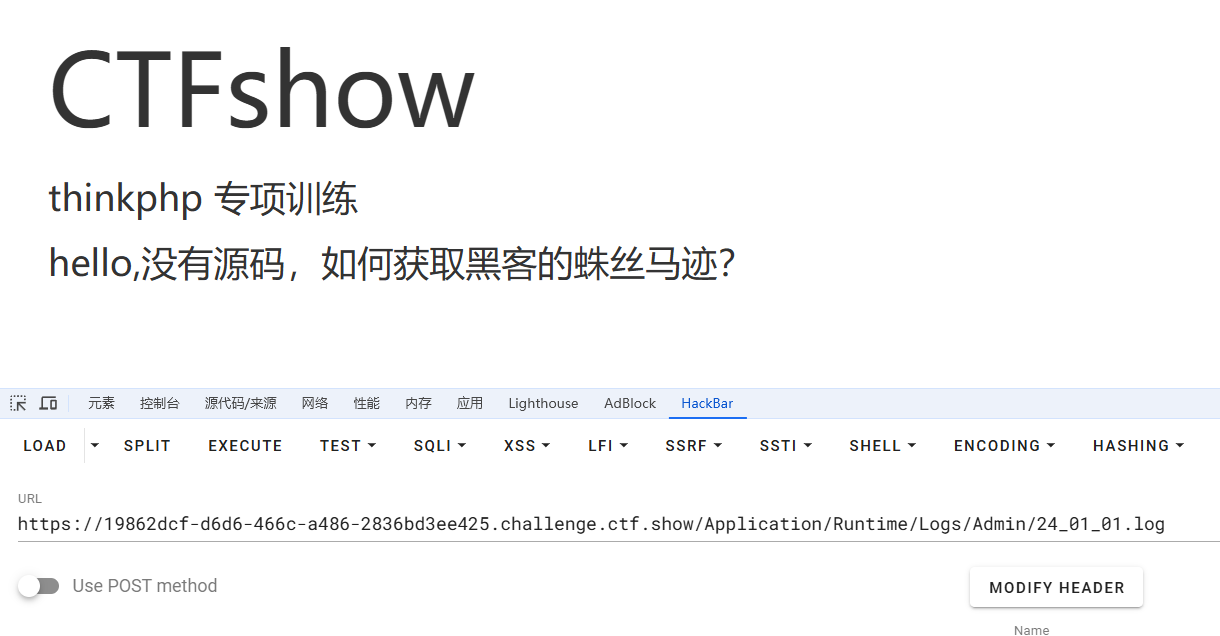 CTFshow
thinkphp 专项训练
hello,没有源码，如何获取黑客的蛛丝马迹？
元素 控制台 源代码/来源 网络 性能 内存 应用 Lighthouse AdBlock HackBar
LOAD SPLIT EXECUTE TEST SQLI XSS LFI SSRF SSTI SHELL ENCODING HASHING
URL
https://19862dcf-d6d6-466c-a486-2836bd3ee425.challenge.ctf.show/Application/Runtime/Logs/Admin/24_01_01.log
Use POST method MODIFY HEADER
Name